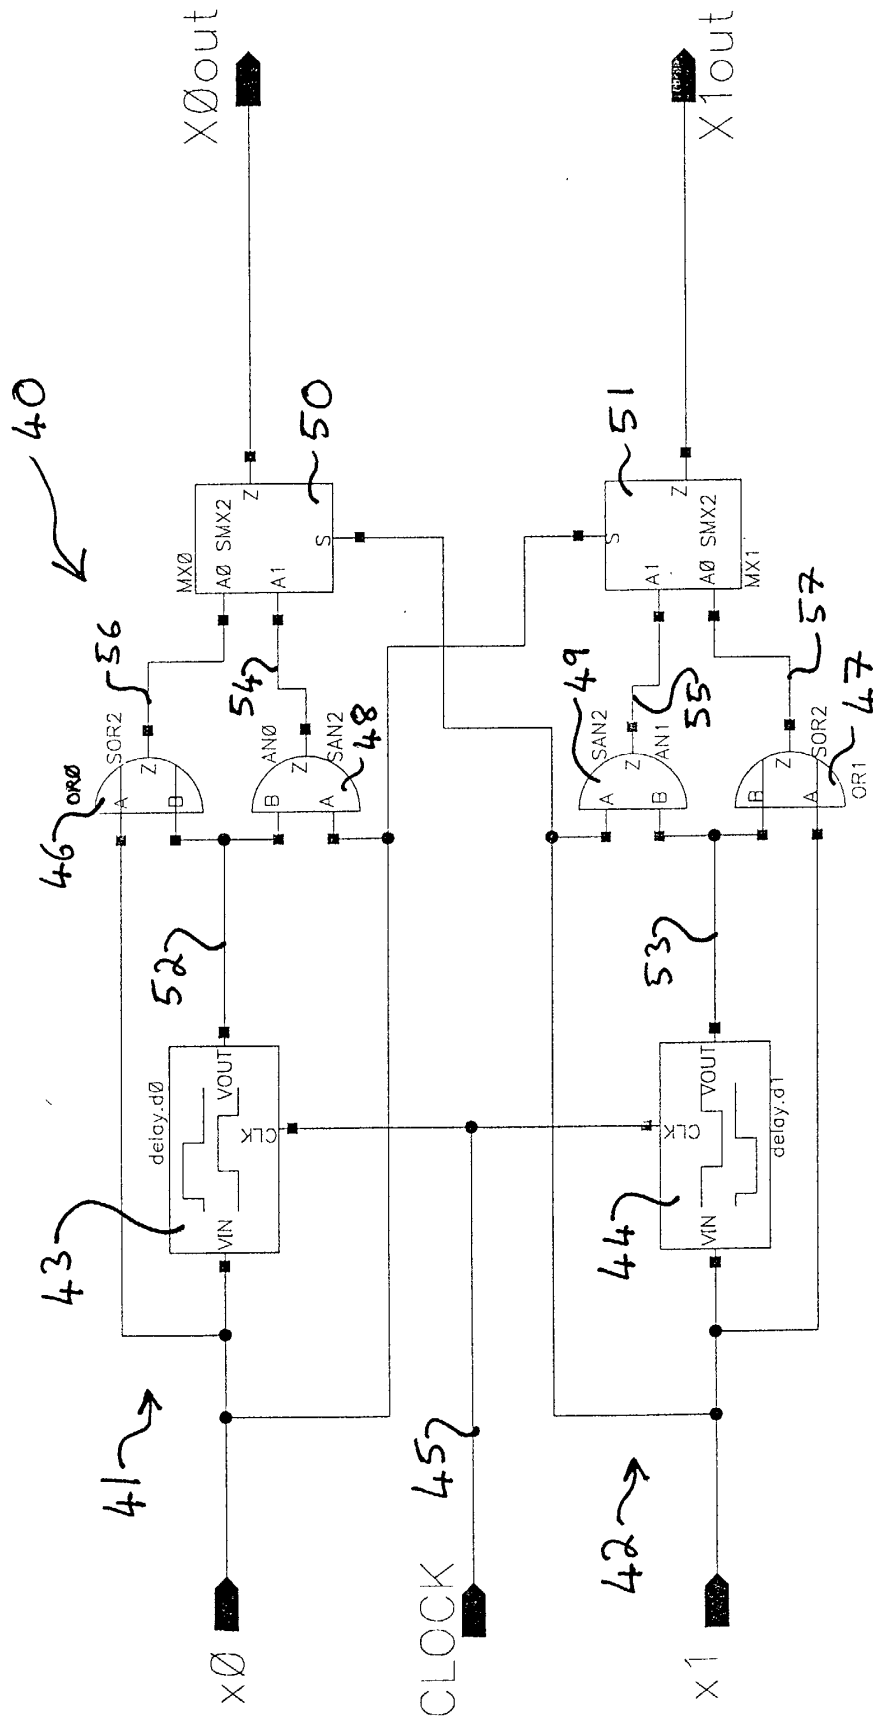 40
X0out
X1out
56
SOR2
A
Z
B
OR0
46
MX0
A0 SMX2
A1
Z
S
50
54
AN0
B
Z
A
SAN2
48
52
delay.d0
VIN
VOUT
CLK
43
41
x0
CLOCK
45
49
SAN2
A
Z
B
AN1
55
51
A1
S
Z
A0 SMX2
MX1
57
B
Z
A
SOR2
OR1
47
53
CLK
VIN
VOUT
delay.d1
44
42
x1